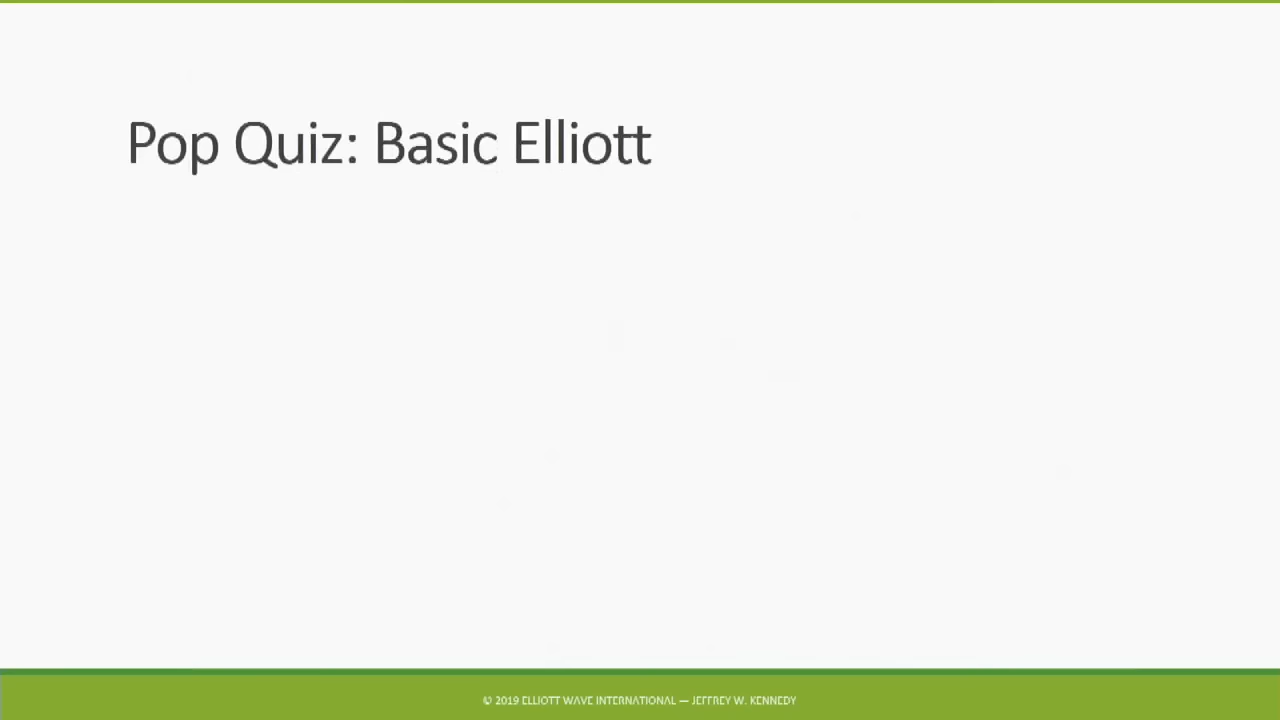 Pop Quiz: Basic Elliott
© 2019 ELLIOTT WAVE INTERNATIONAL — JEFFREY W. KENNEDY